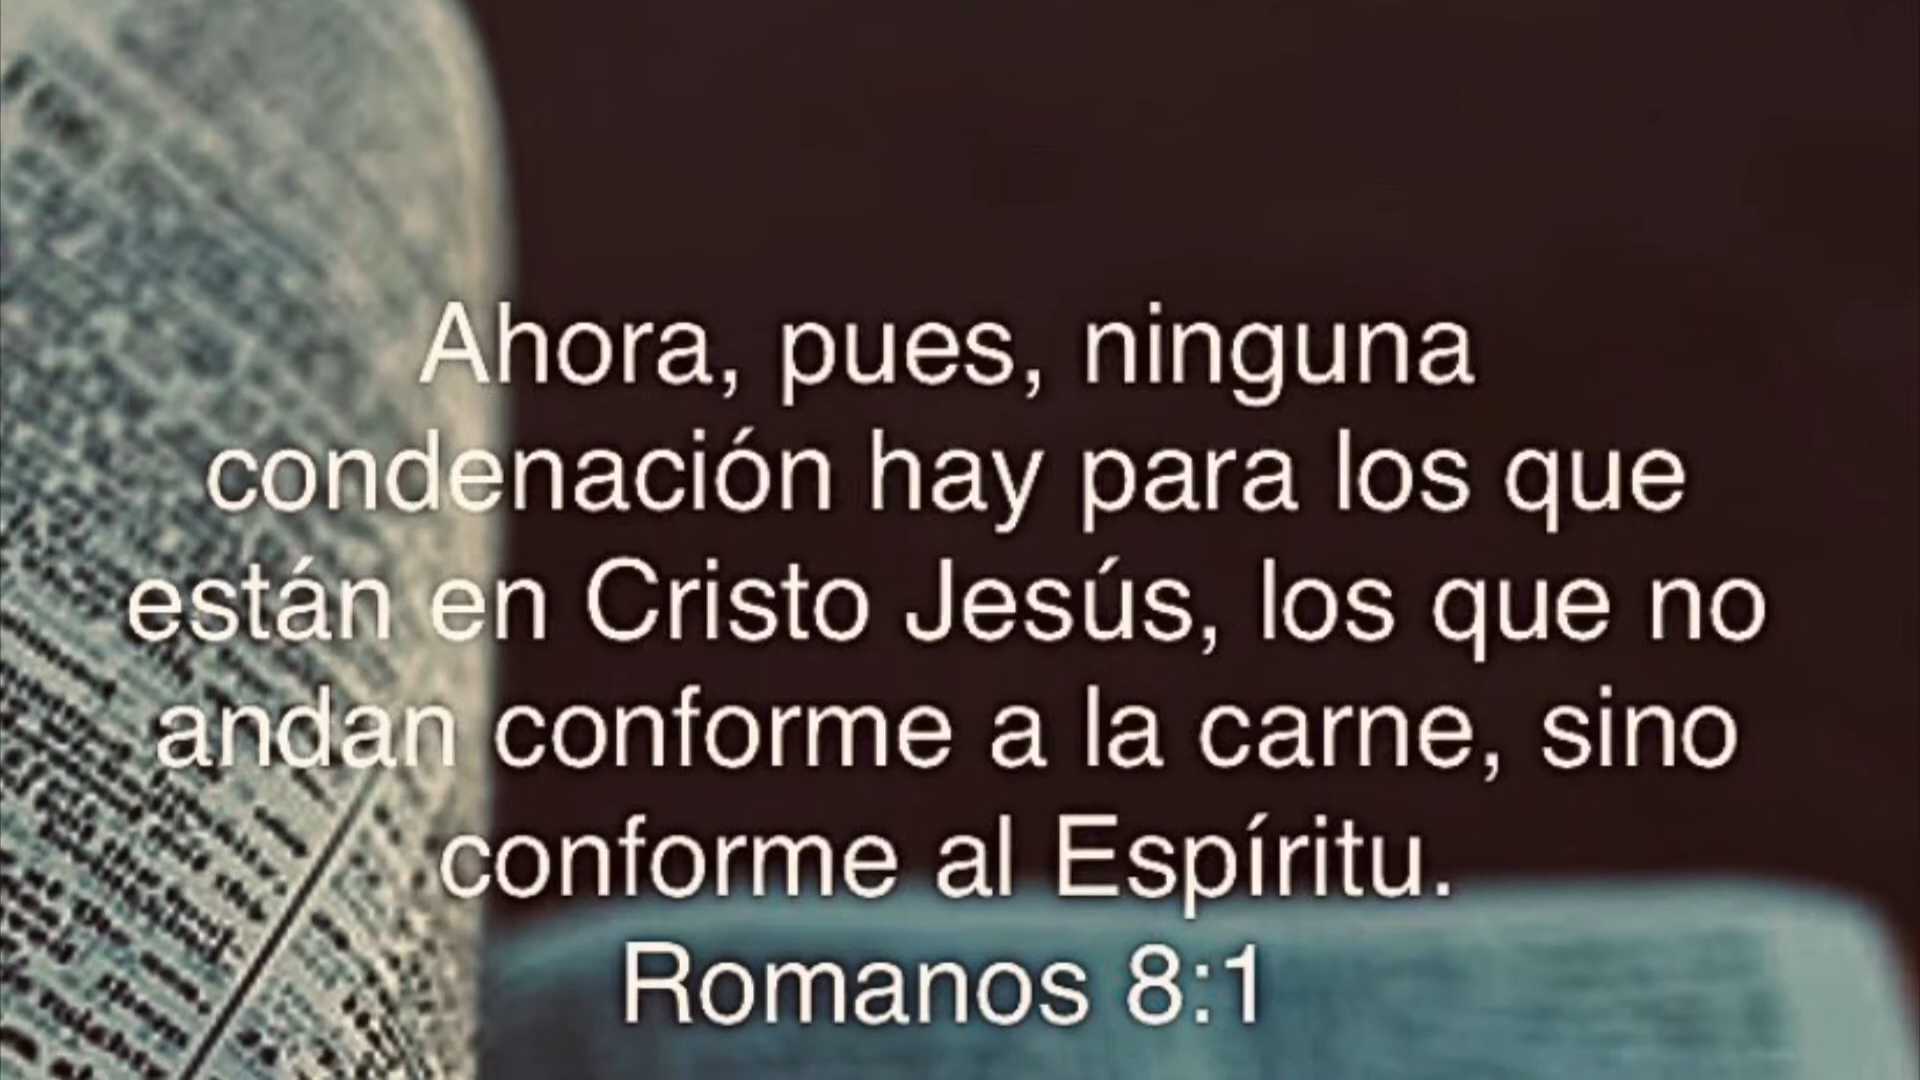 Ahora, pues, ninguna
condenación hay para los que
están en Cristo Jesús, los que no
andan conforme a la carne, sino
conforme al Espíritu.
Romanos 8:1